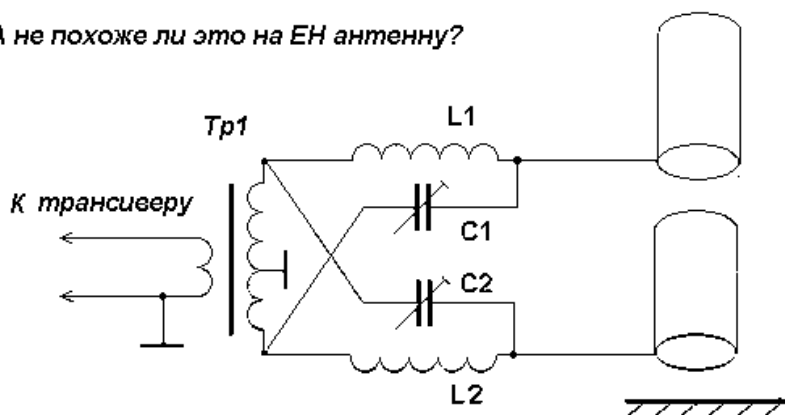 А не похоже ли это на ЕН антенну?
Тр1
L1
К трансиверу
C1
C2
L2